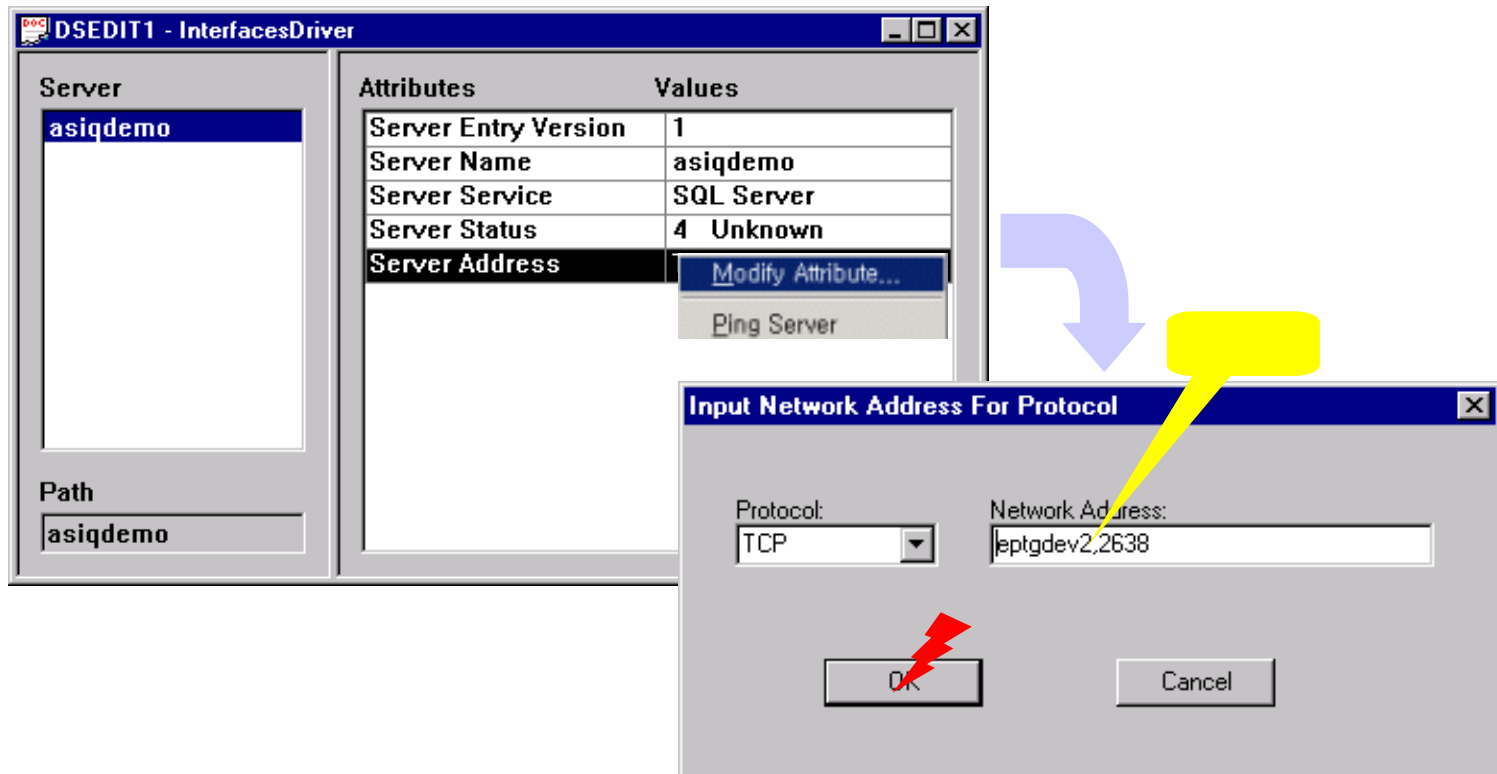 DSEDIT1 - InterfacesDriver
Server
asiqdemo
Path
asiqdemo
Attributes Values
Server Entry Version 1
Server Name asiqdemo
Server Service SQL Server
Server Status 4 Unknown
Server Address
Modify Attribute...
Ping Server
Input Network Address For Protocol
Protocol: Network Address:
TCP eptgdev2,2638
OK Cancel